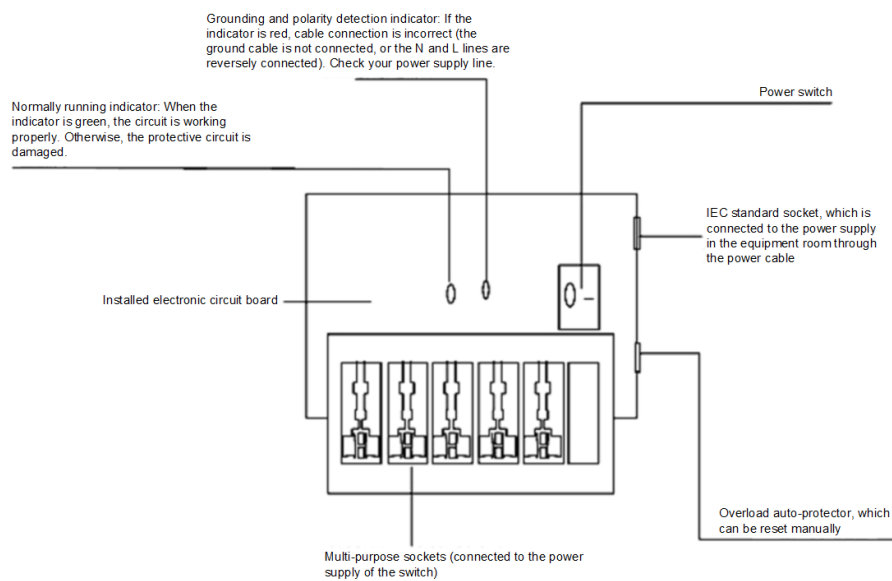 Grounding and polarity detection indicator: If the
indicator is red, cable connection is incorrect (the
ground cable is not connected, or the N and L lines are
reversely connected). Check your power supply line.
Power switch
Normally running indicator: When the
indicator is green, the circuit is working
properly. Otherwise, the protective circuit is
damaged.
IEC standard socket, which is
connected to the power supply
in the equipment room through
the power cable
Installed electronic circuit board
Overload auto-protector, which
can be reset manually
Multi-purpose sockets (connected to the power
supply of the switch)